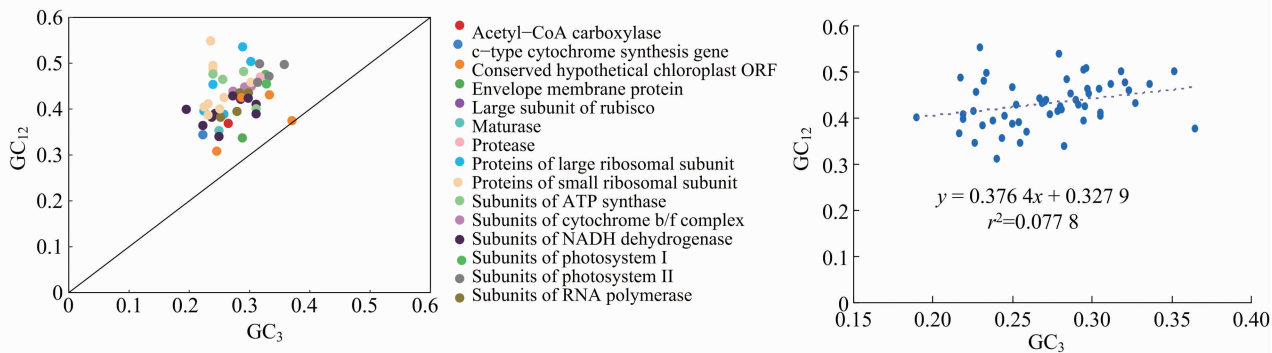 0.6
0.5
0.4
0.3
0.2
0.1
0
GC12
0 0.1 0.2 0.3 0.4 0.5 0.6
GC3
Acetyl−CoA carboxylase
c−type cytochrome synthesis gene
Conserved hypothetical chloroplast ORF
Envelope membrane protein
Large subunit of rubisco
Maturase
Protease
Proteins of large ribosomal subunit
Proteins of small ribosomal subunit
Subunits of ATP synthase
Subunits of cytochrome b/f complex
Subunits of NADH dehydrogenase
Subunits of photosystem I
Subunits of photosystem II
Subunits of RNA polymerase
0.6
0.5
0.4
0.3
0.2
0.1
0
GC12
y = 0.376 4x + 0.327 9
r²=0.077 8
0.15 0.20 0.25 0.30 0.35 0.40
GC3